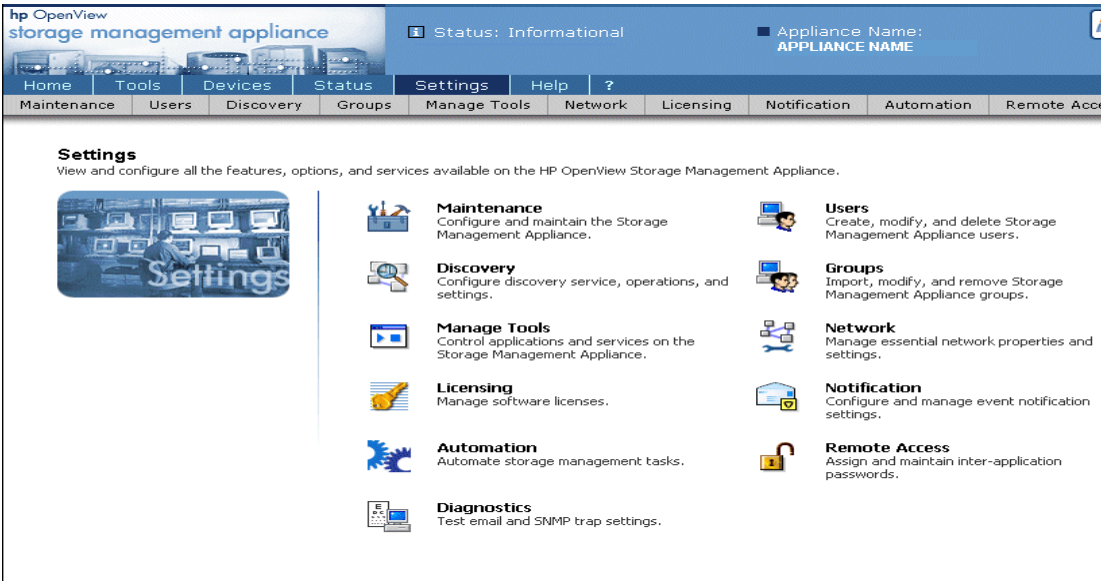 hp OpenView
storage management appliance
Status: Informational
Appliance Name:
APPLIANCE NAME
Home Tools Devices Status Settings Help ?
Maintenance Users Discovery Groups Manage Tools Network Licensing Notification Automation Remote Acce
Settings
View and configure all the features, options, and services available on the HP OpenView Storage Management Appliance.
Settings
Maintenance
Configure and maintain the Storage
Management Appliance.
Users
Create, modify, and delete Storage
Management Appliance users.
Discovery
Configure discovery service, operations, and
settings.
Groups
Import, modify, and remove Storage
Management Appliance groups.
Manage Tools
Control applications and services on the
Storage Management Appliance.
Network
Manage essential network properties and
settings.
Licensing
Manage software licenses.
Notification
Configure and manage event notification
settings.
Automation
Automate storage management tasks.
Remote Access
Assign and maintain inter-application
passwords.
Diagnostics
Test email and SNMP trap settings.